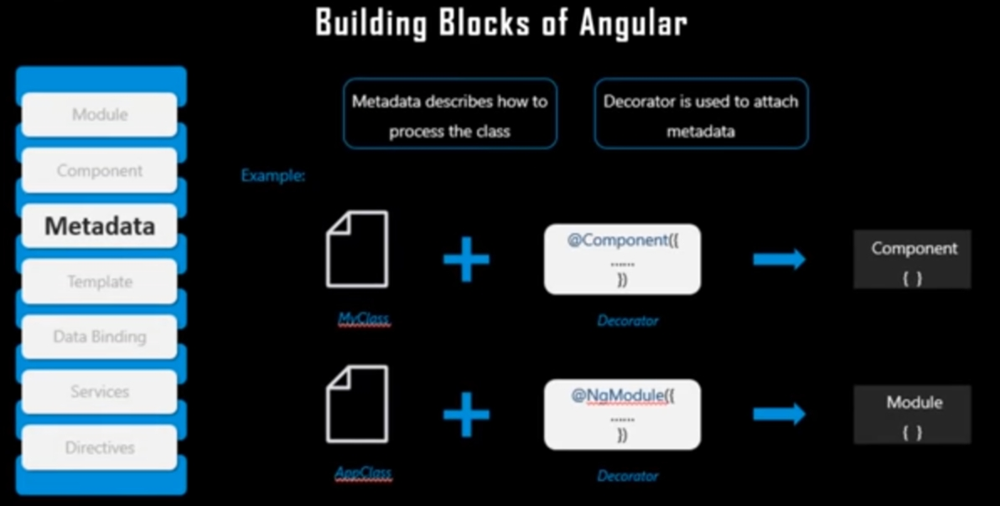 Building Blocks of Angular
Module
Component
Metadata
Template
Data Binding
Services
Directives
Metadata describes how to
process the class
Decorator is used to attach
metadata
Example:
MyClass
@Component({
......
})
Decorator
Component
{ }
AppClass
@NgModule({
......
})
Decorator
Module
{ }